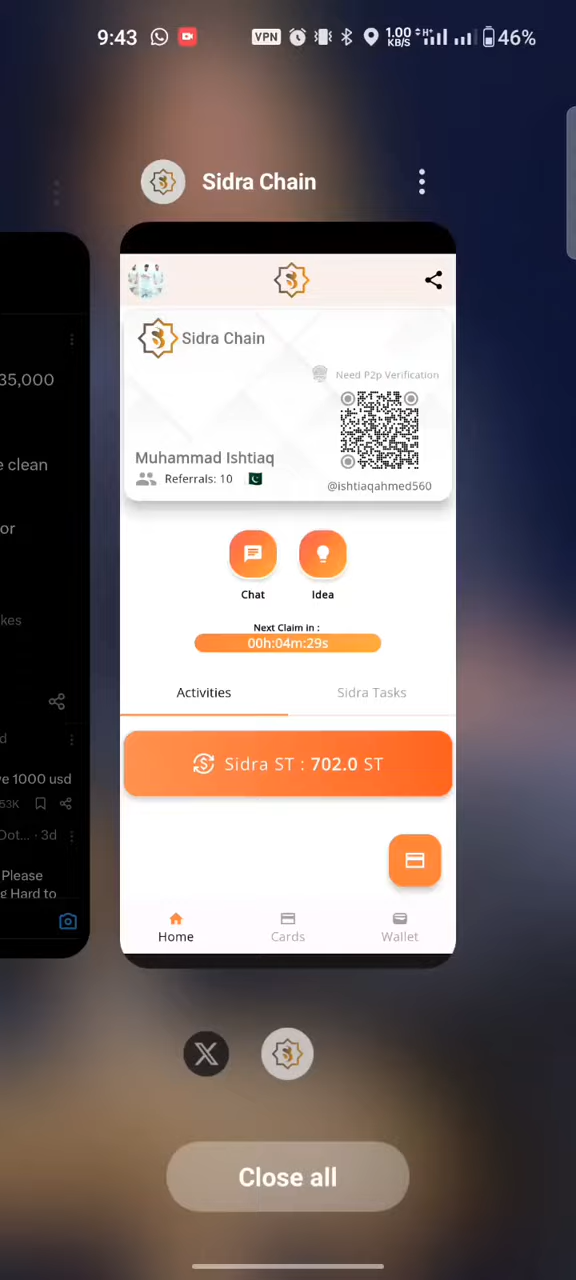 9:43
VPN
1.00
KB/S
H+
46%
Sidra Chain
35,000
e clean
or
kes
d
ve 1000 usd
53K
Dot... · 3d
Please
g Hard to
Sidra Chain
Need P2p Verification
Muhammad Ishtiaq
Referrals: 10
@ishtiaqahmed560
Chat
Idea
Next Claim in :
00h:04m:29s
Activities
Sidra Tasks
Sidra ST : 702.0 ST
Home
Cards
Wallet
Close all